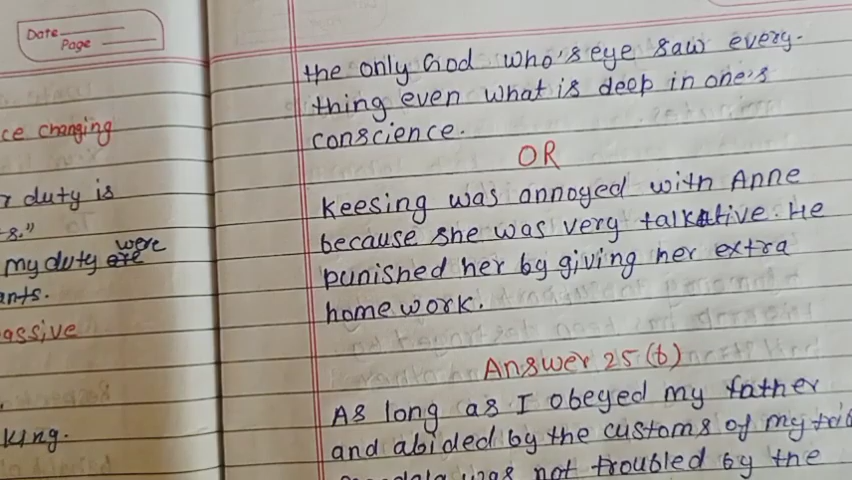 Date
Page
ce changing
r duty is
s."
were
my duty are
ants.
assive
king.
the only God who's eye saw every-
thing even what is deep in one's
conscience.
OR
Keesing was annoyed with Anne
because she was very talkative. He
punished her by giving her extra
home work.
Answer 25 (b)
As long as I obeyed my father
and abided by the customs of my
was not troubled by the